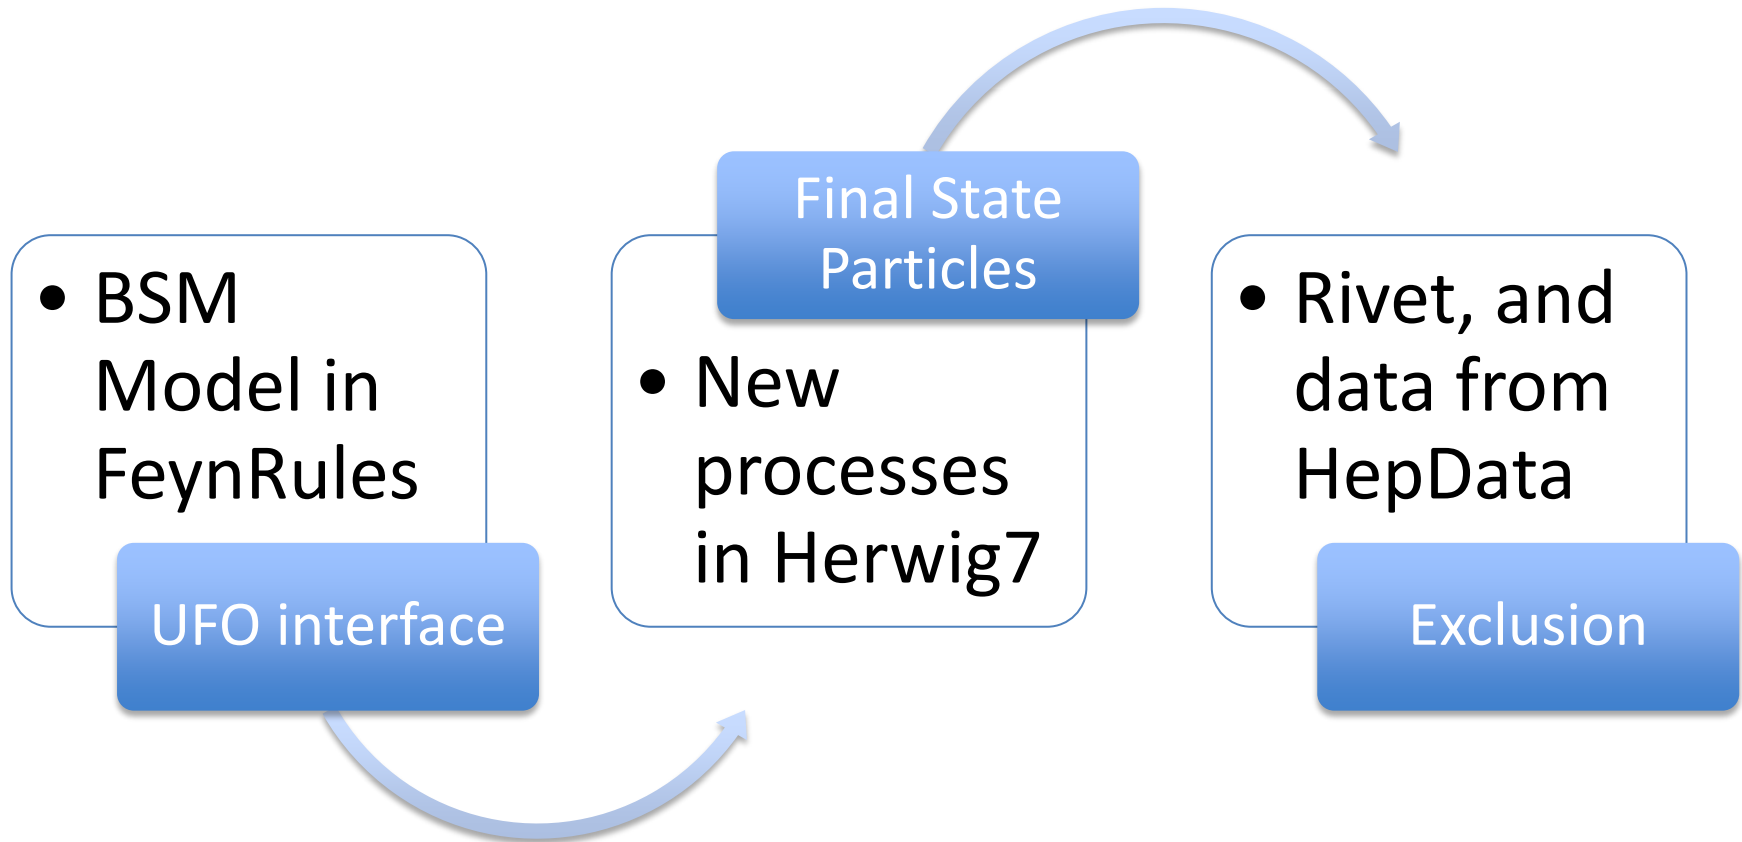 • BSM
Model in
FeynRules
UFO interface
Final State
Particles
• New
processes
in Herwig7
• Rivet, and
data from
HepData
Exclusion